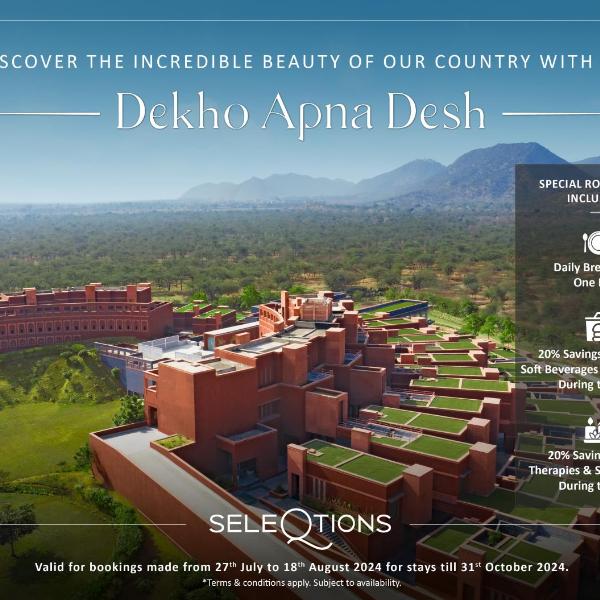 SCOVER THE INCREDIBLE BEAUTY OF OUR COUNTRY WITH
Dekho Apna Desh
SPECIAL RO
INCLU
Daily Bre
One
20% Savings
Soft Beverages
During t
20% Savin
Therapies & S
During t
SELEQTIONS
Valid for bookings made from 27th July to 18th August 2024 for stays till 31st October 2024.
*Terms & conditions apply. Subject to availability.